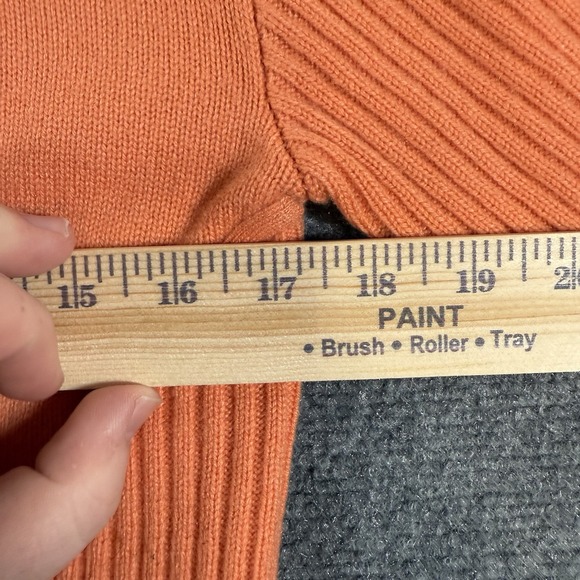 15 16 17 18 19 20
PAINT
• Brush • Roller • Tray